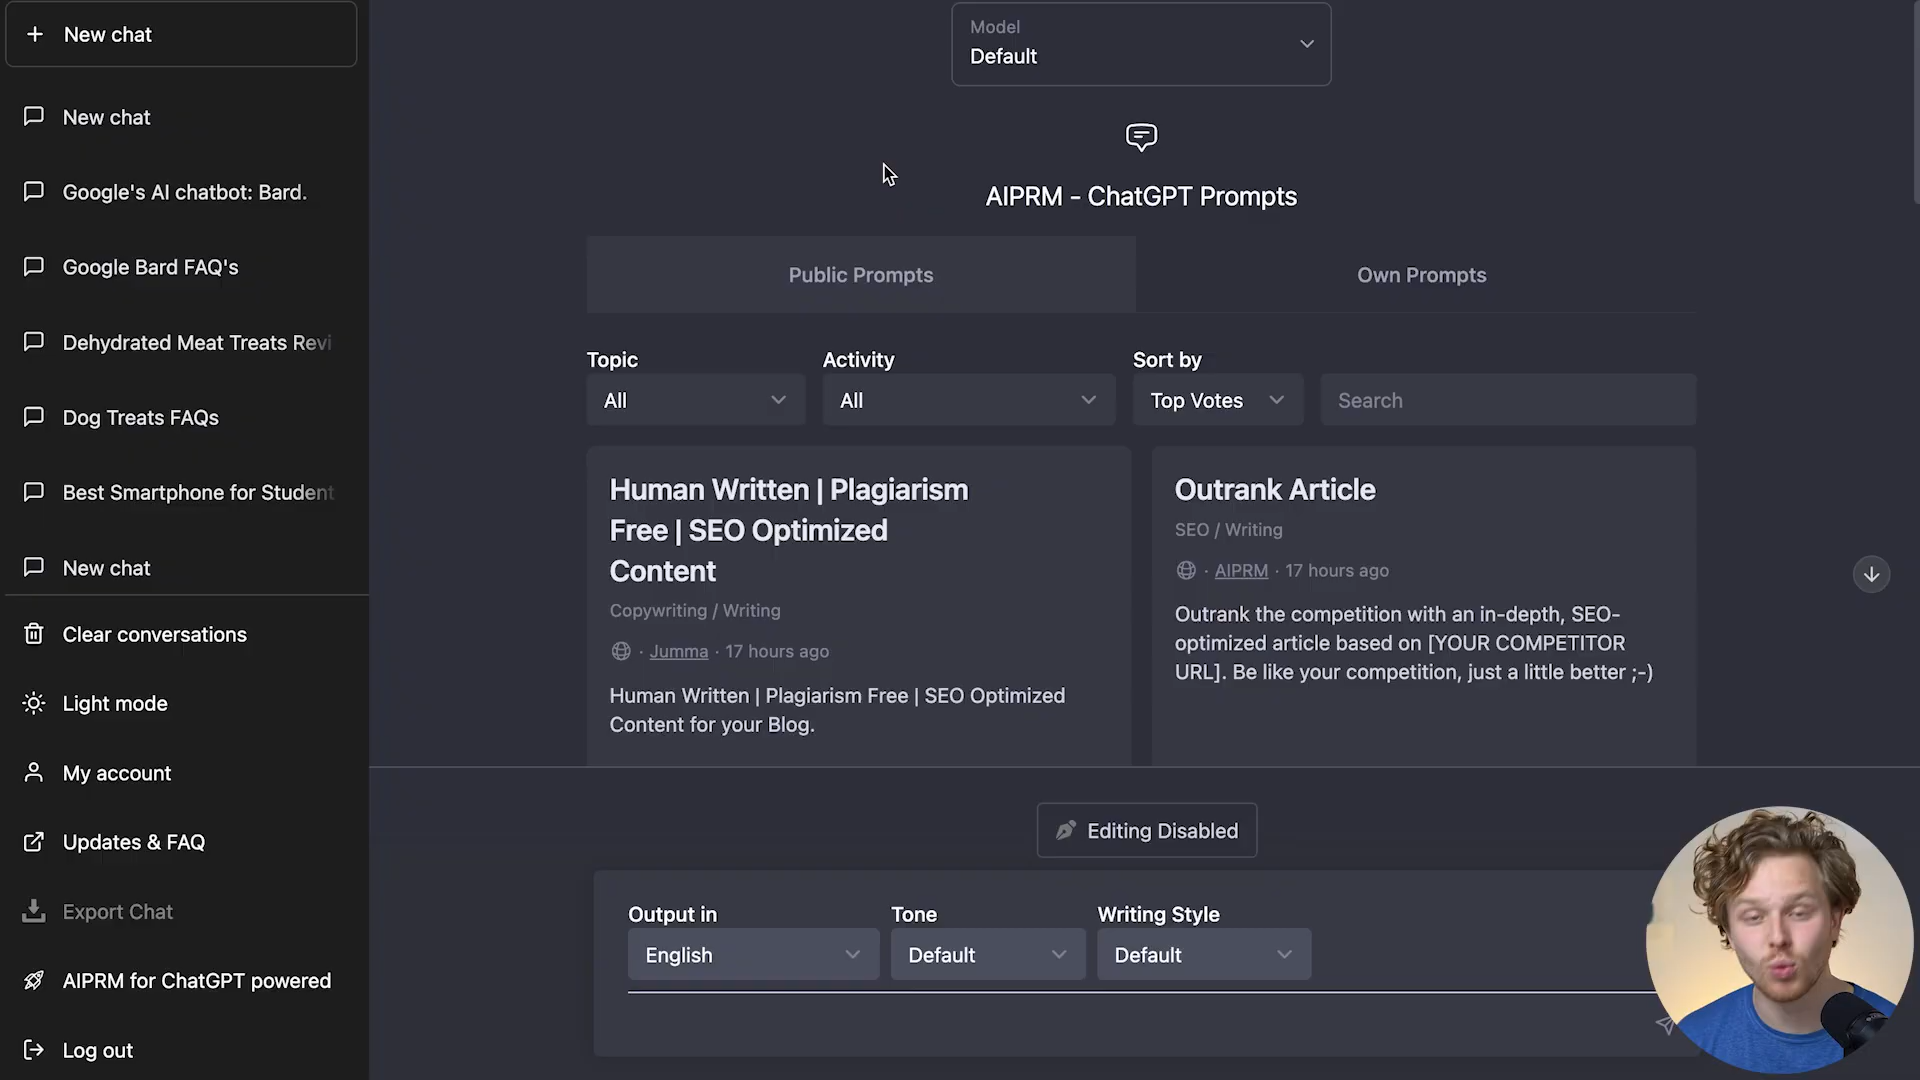 New chat
New chat
Google's AI chatbot: Bard.
Google Bard FAQ's
Dehydrated Meat Treats Revi
Dog Treats FAQs
Best Smartphone for Student
New chat
Clear conversations
Light mode
My account
Updates & FAQ
Export Chat
AIPRM for ChatGPT powered
Log out
Model
Default
AIPRM - ChatGPT Prompts
Public Prompts
Own Prompts
Topic
All
Activity
All
Sort by
Top Votes
Search
Human Written | Plagiarism
Free | SEO Optimized
Content
Copywriting / Writing
· Jumma · 17 hours ago
Human Written | Plagiarism Free | SEO Optimized
Content for your Blog.
Outrank Article
SEO / Writing
· AIPRM · 17 hours ago
Outrank the competition with an in-depth, SEO-
optimized article based on [YOUR COMPETITOR
URL]. Be like your competition, just a little better ;-)
Editing Disabled
Output in
English
Tone
Default
Writing Style
Default